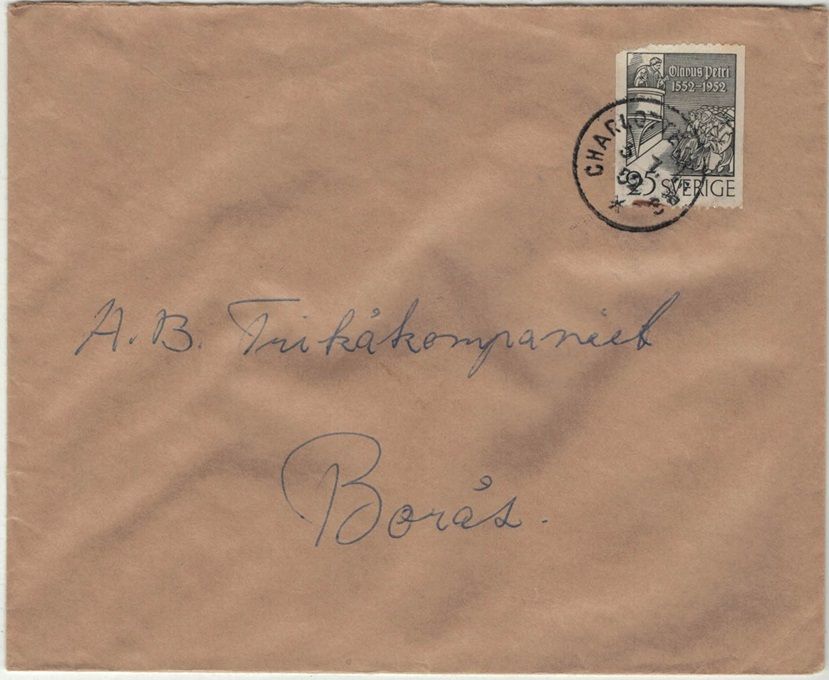 Olavus Petri
1552–1952
25 SVERIGE
A.B. Trikåkompaniet
Borås.